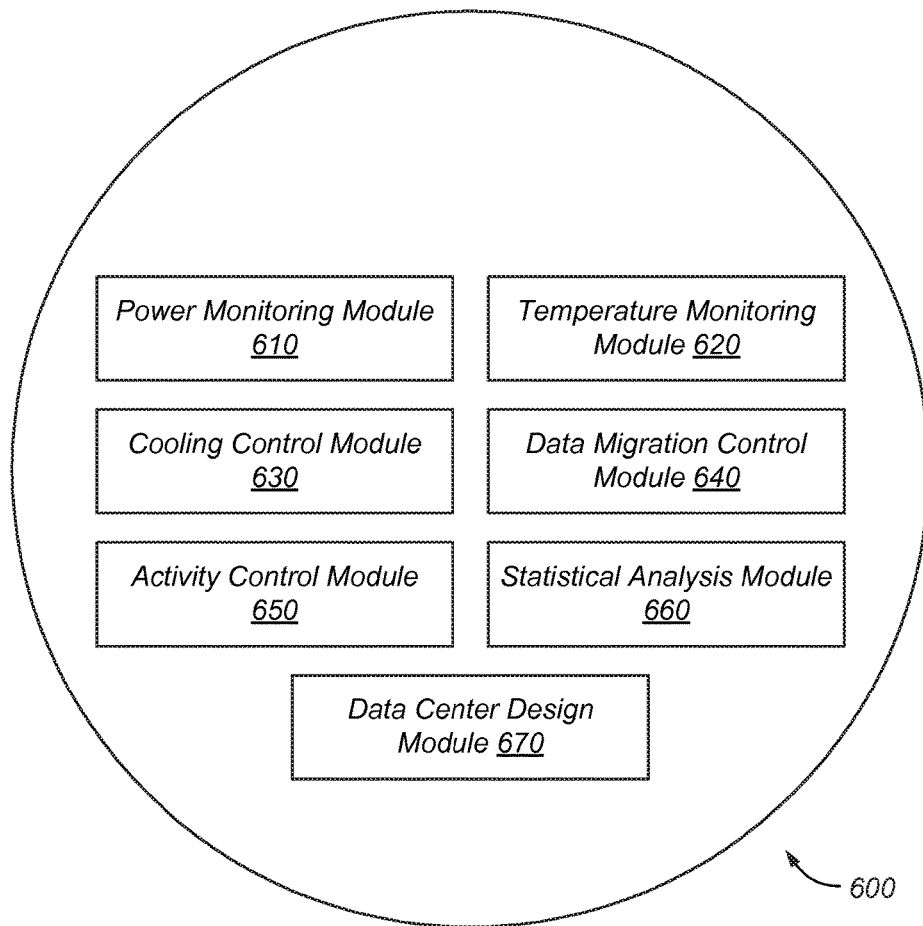 Power Monitoring Module
610
Temperature Monitoring
Module 620
Cooling Control Module
630
Data Migration Control
Module 640
Activity Control Module
650
Statistical Analysis Module
660
Data Center Design
Module 670
600